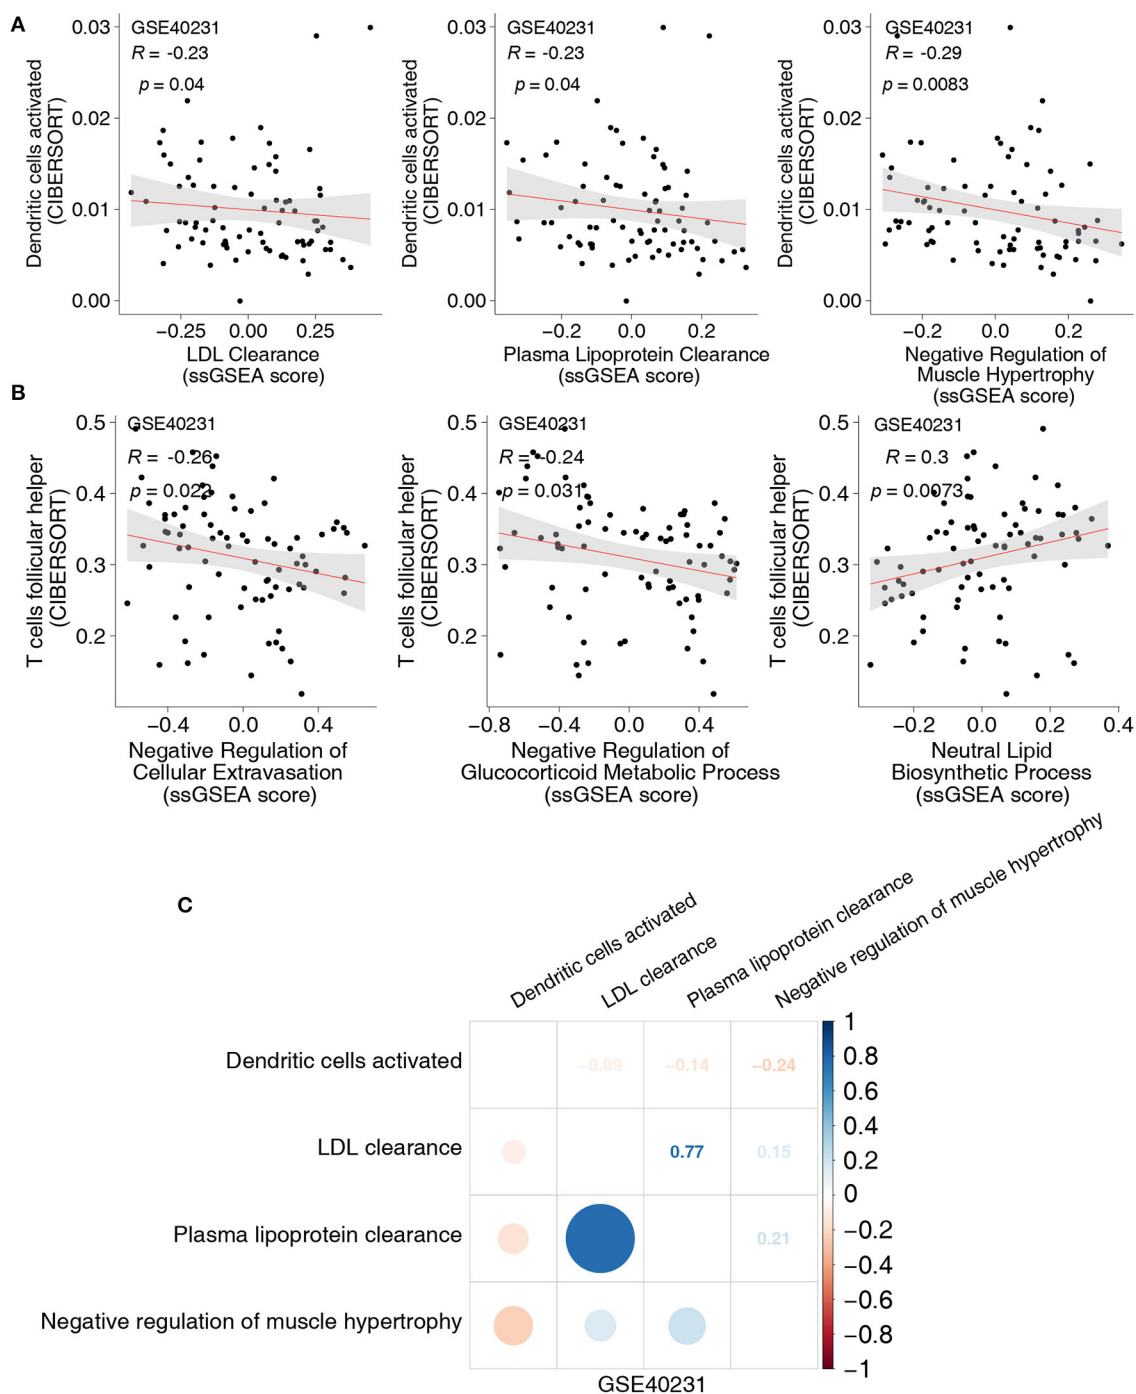 A
GSE40231
R = -0.23
p = 0.04
0.03
0.02
0.01
0.00
Dendritic cells activated
(CIBERSORT)
−0.25 0.00 0.25
LDL Clearance
(ssGSEA score)
GSE40231
R = -0.23
p = 0.04
0.03
0.02
0.01
0.00
Dendritic cells activated
(CIBERSORT)
−0.2 0.0 0.2
Plasma Lipoprotein Clearance
(ssGSEA score)
GSE40231
R = -0.29
p = 0.0083
0.03
0.02
0.01
0.00
Dendritic cells activated
(CIBERSORT)
−0.2 0.0 0.2
Negative Regulation of
Muscle Hypertrophy
(ssGSEA score)
B
GSE40231
R = -0.26
p = 0.022
0.5
0.4
0.3
0.2
T cells follicular helper
(CIBERSORT)
−0.4 0.0 0.4
Negative Regulation of
Cellular Extravasation
(ssGSEA score)
GSE40231
R = -0.24
p = 0.031
0.5
0.4
0.3
0.2
T cells follicular helper
(CIBERSORT)
−0.8 −0.4 0.0 0.4
Negative Regulation of
Glucocorticoid Metabolic Process
(ssGSEA score)
GSE40231
R = 0.3
p = 0.0073
0.5
0.4
0.3
0.2
T cells follicular helper
(CIBERSORT)
−0.2 0.0 0.2 0.4
Neutral Lipid
Biosynthetic Process
(ssGSEA score)
C
Dendritic cells activated
LDL clearance
Plasma lipoprotein clearance
Negative regulation of muscle hypertrophy
Dendritic cells activated
−0.09 −0.14 −0.24
LDL clearance
0.77 0.15
Plasma lipoprotein clearance
0.21
Negative regulation of muscle hypertrophy
1
0.8
0.6
0.4
0.2
0
−0.2
−0.4
−0.6
−0.8
−1
GSE40231